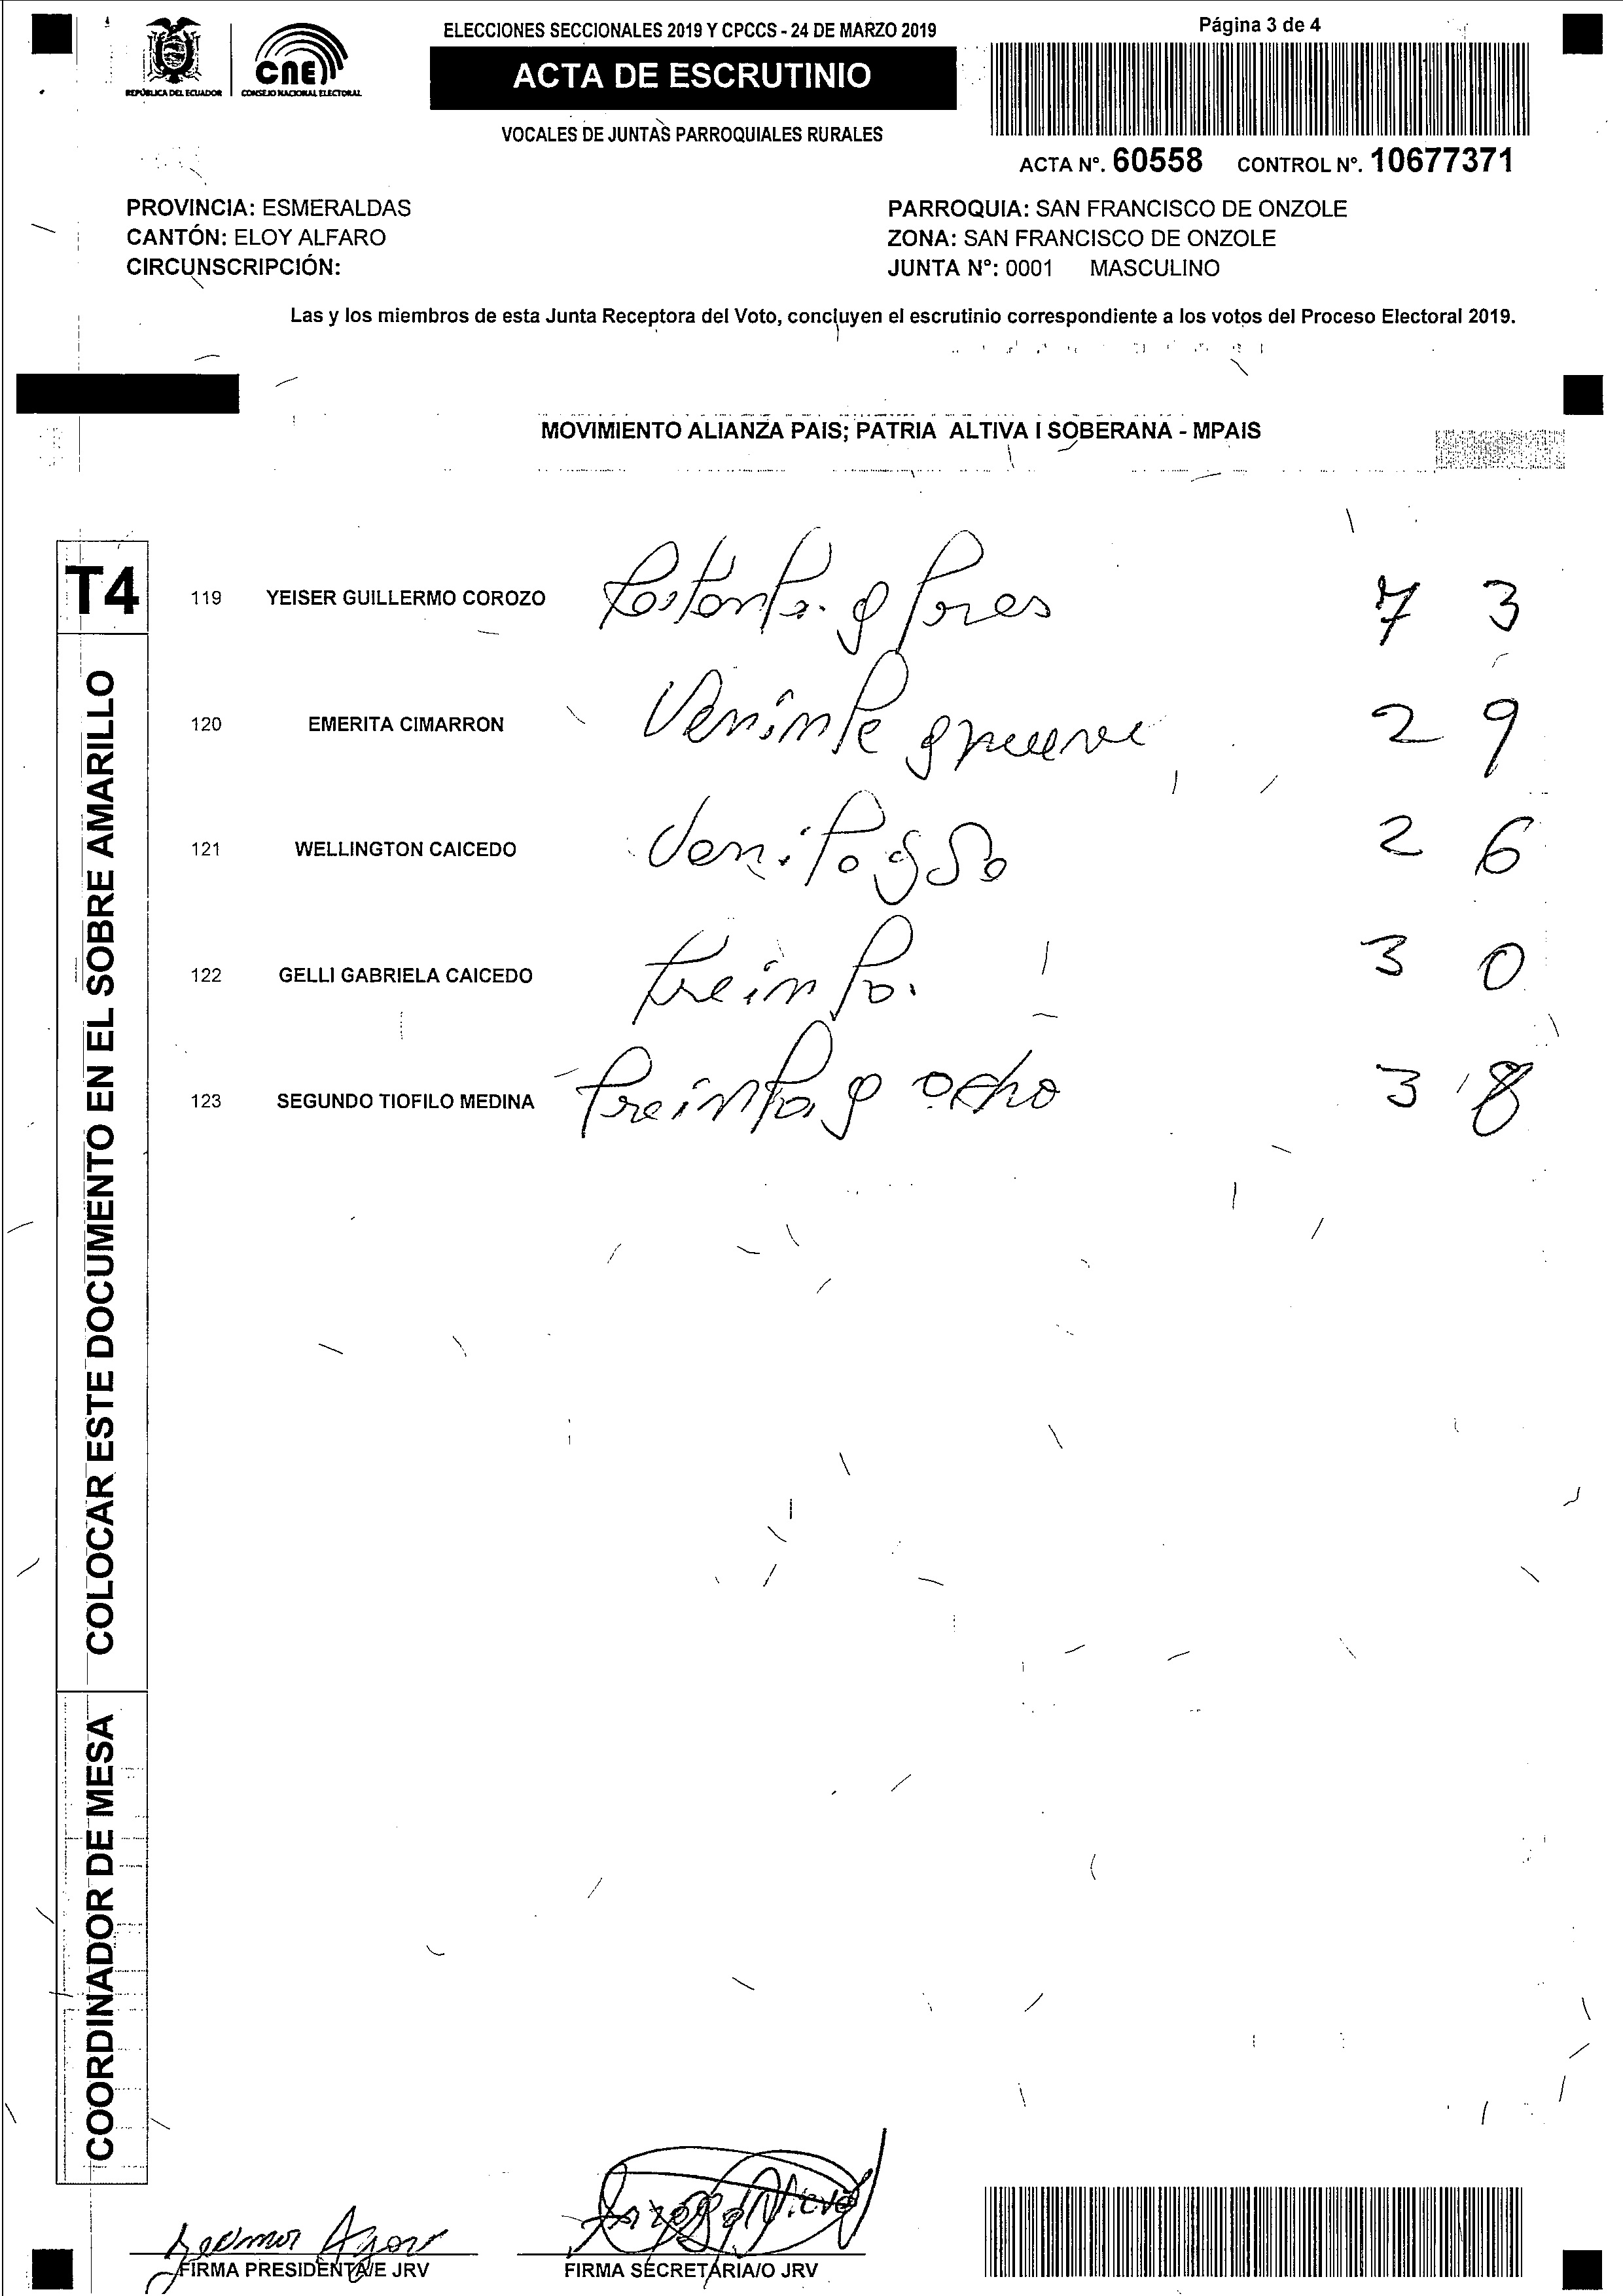 ELECCIONES SECCIONALES 2019 Y CPCCS - 24 DE MARZO 2019
Página 3 de 4
REPÚBLICA DEL ECUADOR
CNE
CONSEJO NACIONAL ELECTORAL
ACTA DE ESCRUTINIO
VOCALES DE JUNTAS PARROQUIALES RURALES
ACTA N°. 60558 CONTROL N°. 10677371
PROVINCIA: ESMERALDAS
CANTÓN: ELOY ALFARO
CIRCUNSCRIPCIÓN:
PARROQUIA: SAN FRANCISCO DE ONZOLE
ZONA: SAN FRANCISCO DE ONZOLE
JUNTA N°: 0001 MASCULINO
Las y los miembros de esta Junta Receptora del Voto, concluyen el escrutinio correspondiente a los votos del Proceso Electoral 2019.
MOVIMIENTO ALIANZA PAIS; PATRIA ALTIVA I SOBERANA - MPAIS
T4
COLOCAR ESTE DOCUMENTO EN EL SOBRE AMARILLO
COORDINADOR DE MESA
119 YEISER GUILLERMO COROZO y tres 7 3
120 EMERITA CIMARRON Veninte y nueve 2 9
121 WELLINGTON CAICEDO 2 6
122 GELLI GABRIELA CAICEDO treinta. 3 0
123 SEGUNDO TIOFILO MEDINA treinta y ocho 3 8
FIRMA PRESIDENTA/E JRV
FIRMA SECRETARIA/O JRV